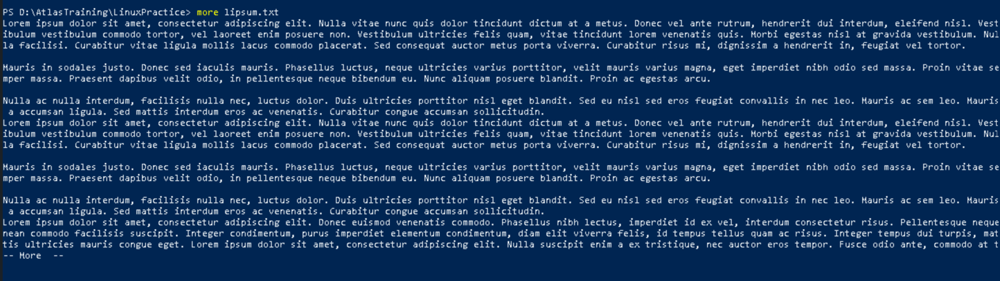 PS D:\AtlasTraining\LinuxPractice> more lipsum.txt
Lorem ipsum dolor sit amet, consectetur adipiscing elit. Nulla vitae nunc quis dolor tincidunt dictum at a metus. Donec vel ante rutrum, hendrerit dui interdum, eleifend nisl. Vest
ibulum vestibulum commodo tortor, vel laoreet enim posuere non. Vestibulum ultricies felis quam, vitae tincidunt lorem venenatis quis. Morbi egestas nisl at gravida vestibulum. Nul
la facilisi. Curabitur vitae ligula mollis lacus commodo placerat. Sed consequat auctor metus porta viverra. Curabitur risus mi, dignissim a hendrerit in, feugiat vel tortor.
Mauris in sodales justo. Donec sed iaculis mauris. Phasellus luctus, neque ultricies varius porttitor, velit mauris varius magna, eget imperdiet nibh odio sed massa. Proin vitae se
mper massa. Praesent dapibus velit odio, in pellentesque neque bibendum eu. Nunc aliquam posuere blandit. Proin ac egestas arcu.
Nulla ac nulla interdum, facilisis nulla nec, luctus dolor. Duis ultricies porttitor nisl eget blandit. Sed eu nisl sed eros feugiat convallis in nec leo. Mauris ac sem leo. Mauris
 a accumsan ligula. Sed mattis interdum eros ac venenatis. Curabitur congue accumsan sollicitudin.
Lorem ipsum dolor sit amet, consectetur adipiscing elit. Nulla vitae nunc quis dolor tincidunt dictum at a metus. Donec vel ante rutrum, hendrerit dui interdum, eleifend nisl. Vest
ibulum vestibulum commodo tortor, vel laoreet enim posuere non. Vestibulum ultricies felis quam, vitae tincidunt lorem venenatis quis. Morbi egestas nisl at gravida vestibulum. Nul
la facilisi. Curabitur vitae ligula mollis lacus commodo placerat. Sed consequat auctor metus porta viverra. Curabitur risus mi, dignissim a hendrerit in, feugiat vel tortor.
Mauris in sodales justo. Donec sed iaculis mauris. Phasellus luctus, neque ultricies varius porttitor, velit mauris varius magna, eget imperdiet nibh odio sed massa. Proin vitae se
mper massa. Praesent dapibus velit odio, in pellentesque neque bibendum eu. Nunc aliquam posuere blandit. Proin ac egestas arcu.
Nulla ac nulla interdum, facilisis nulla nec, luctus dolor. Duis ultricies porttitor nisl eget blandit. Sed eu nisl sed eros feugiat convallis in nec leo. Mauris ac sem leo. Mauris
 a accumsan ligula. Sed mattis interdum eros ac venenatis. Curabitur congue accumsan sollicitudin.
Lorem ipsum dolor sit amet, consectetur adipiscing elit. Donec euismod venenatis commodo. Phasellus nibh lectus, imperdiet id ex vel, interdum consectetur risus. Pellentesque neque
nean commodo facilisis suscipit. Integer condimentum, purus imperdiet elementum condimentum, diam elit viverra felis, id tempus tellus quam ac risus. Integer tempus dui turpis, mat
tis ultricies mauris congue eget. Lorem ipsum dolor sit amet, consectetur adipiscing elit. Nulla suscipit enim a ex tristique, nec auctor eros tempor. Fusce odio ante, commodo at t
-- More  --